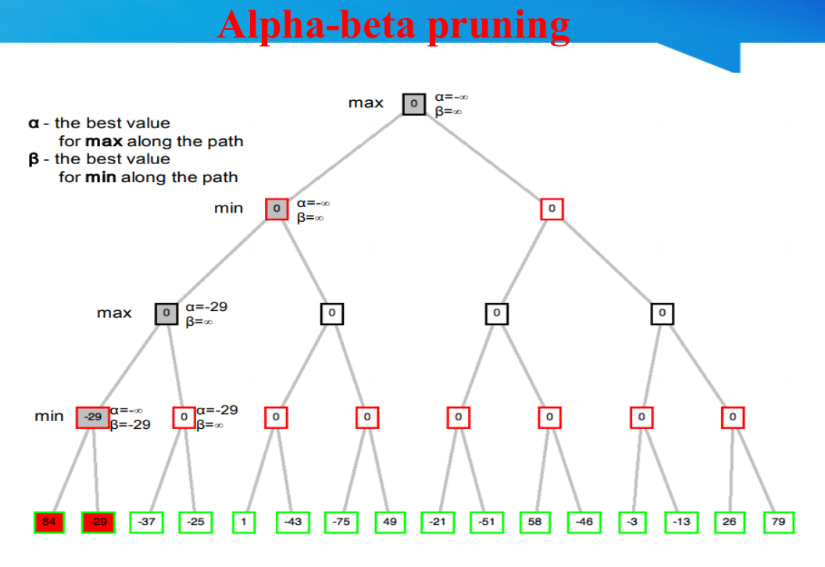 Alpha-beta pruning
max 0 α=-∞
β=∞
α - the best value
for max along the path
β - the best value
for min along the path
min 0 α=-∞ 0
β=∞
max 0 α=-29 0 0 0
β=∞
min -29 α=-∞ 0 α=-29 0 0 0 0 0 0
β=-29 β=∞
84 -29 -37 -25 1 -43 -75 49 -21 -51 58 -46 -3 -13 26 79